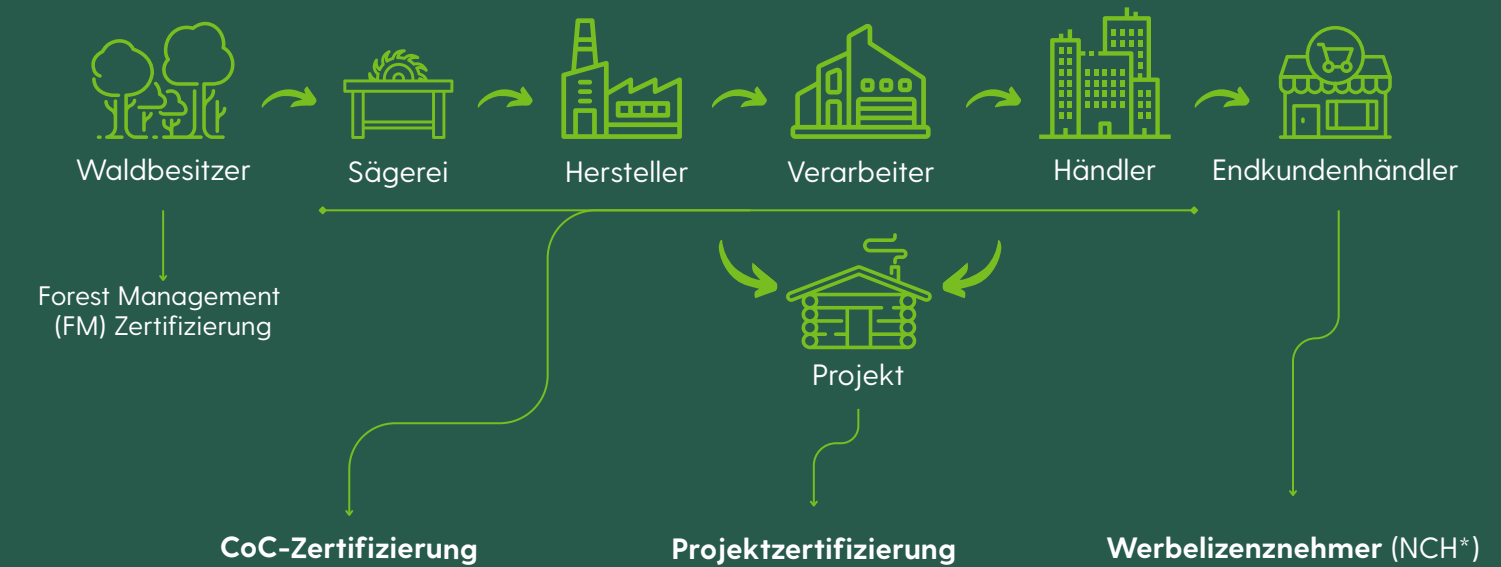 Waldbesitzer
Sägerei
Hersteller
Verarbeiter
Händler
Endkundenhändler
Forest Management
(FM) Zertifizierung
Projekt
CoC-Zertifizierung
Projektzertifizierung
Werbelizenznehmer (NCH*)